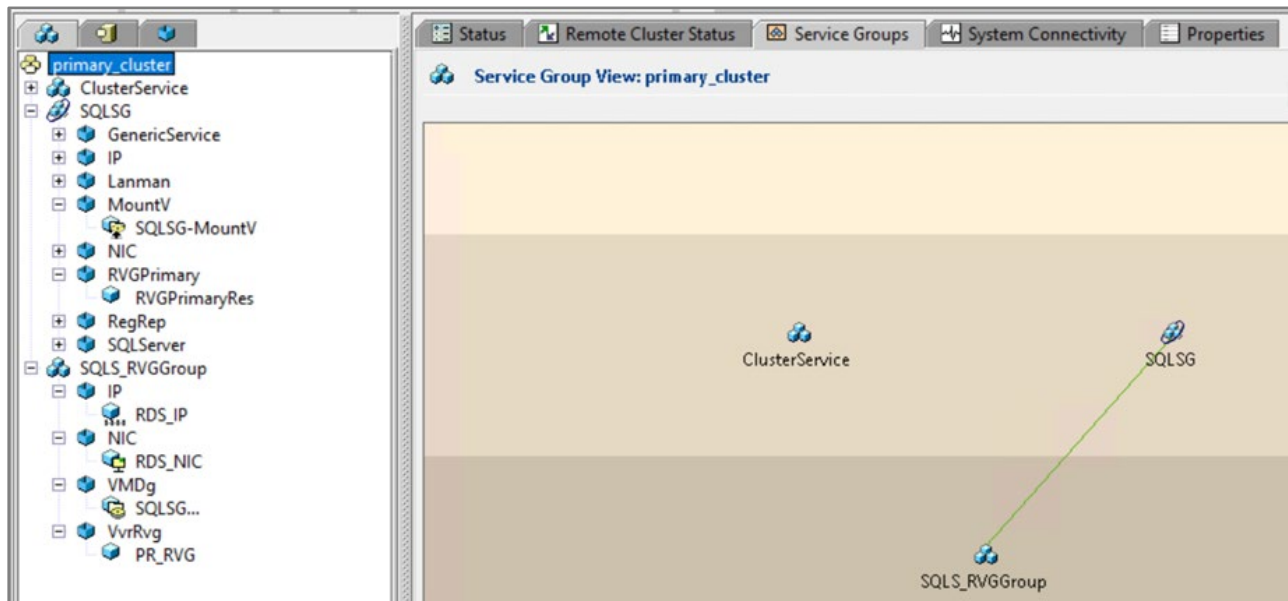 primary_cluster
ClusterService
SQLSG
GenericService
IP
Lanman
MountV
SQLSG-MountV
NIC
RVGPrimary
RVGPrimaryRes
RegRep
SQLServer
SQLS_RVGGroup
IP
RDS_IP
NIC
RDS_NIC
VMDg
SQLSG...
VvrRvg
PR_RVG
Status Remote Cluster Status Service Groups System Connectivity Properties
Service Group View: primary_cluster
ClusterService SQLSG
SQLS_RVGGroup